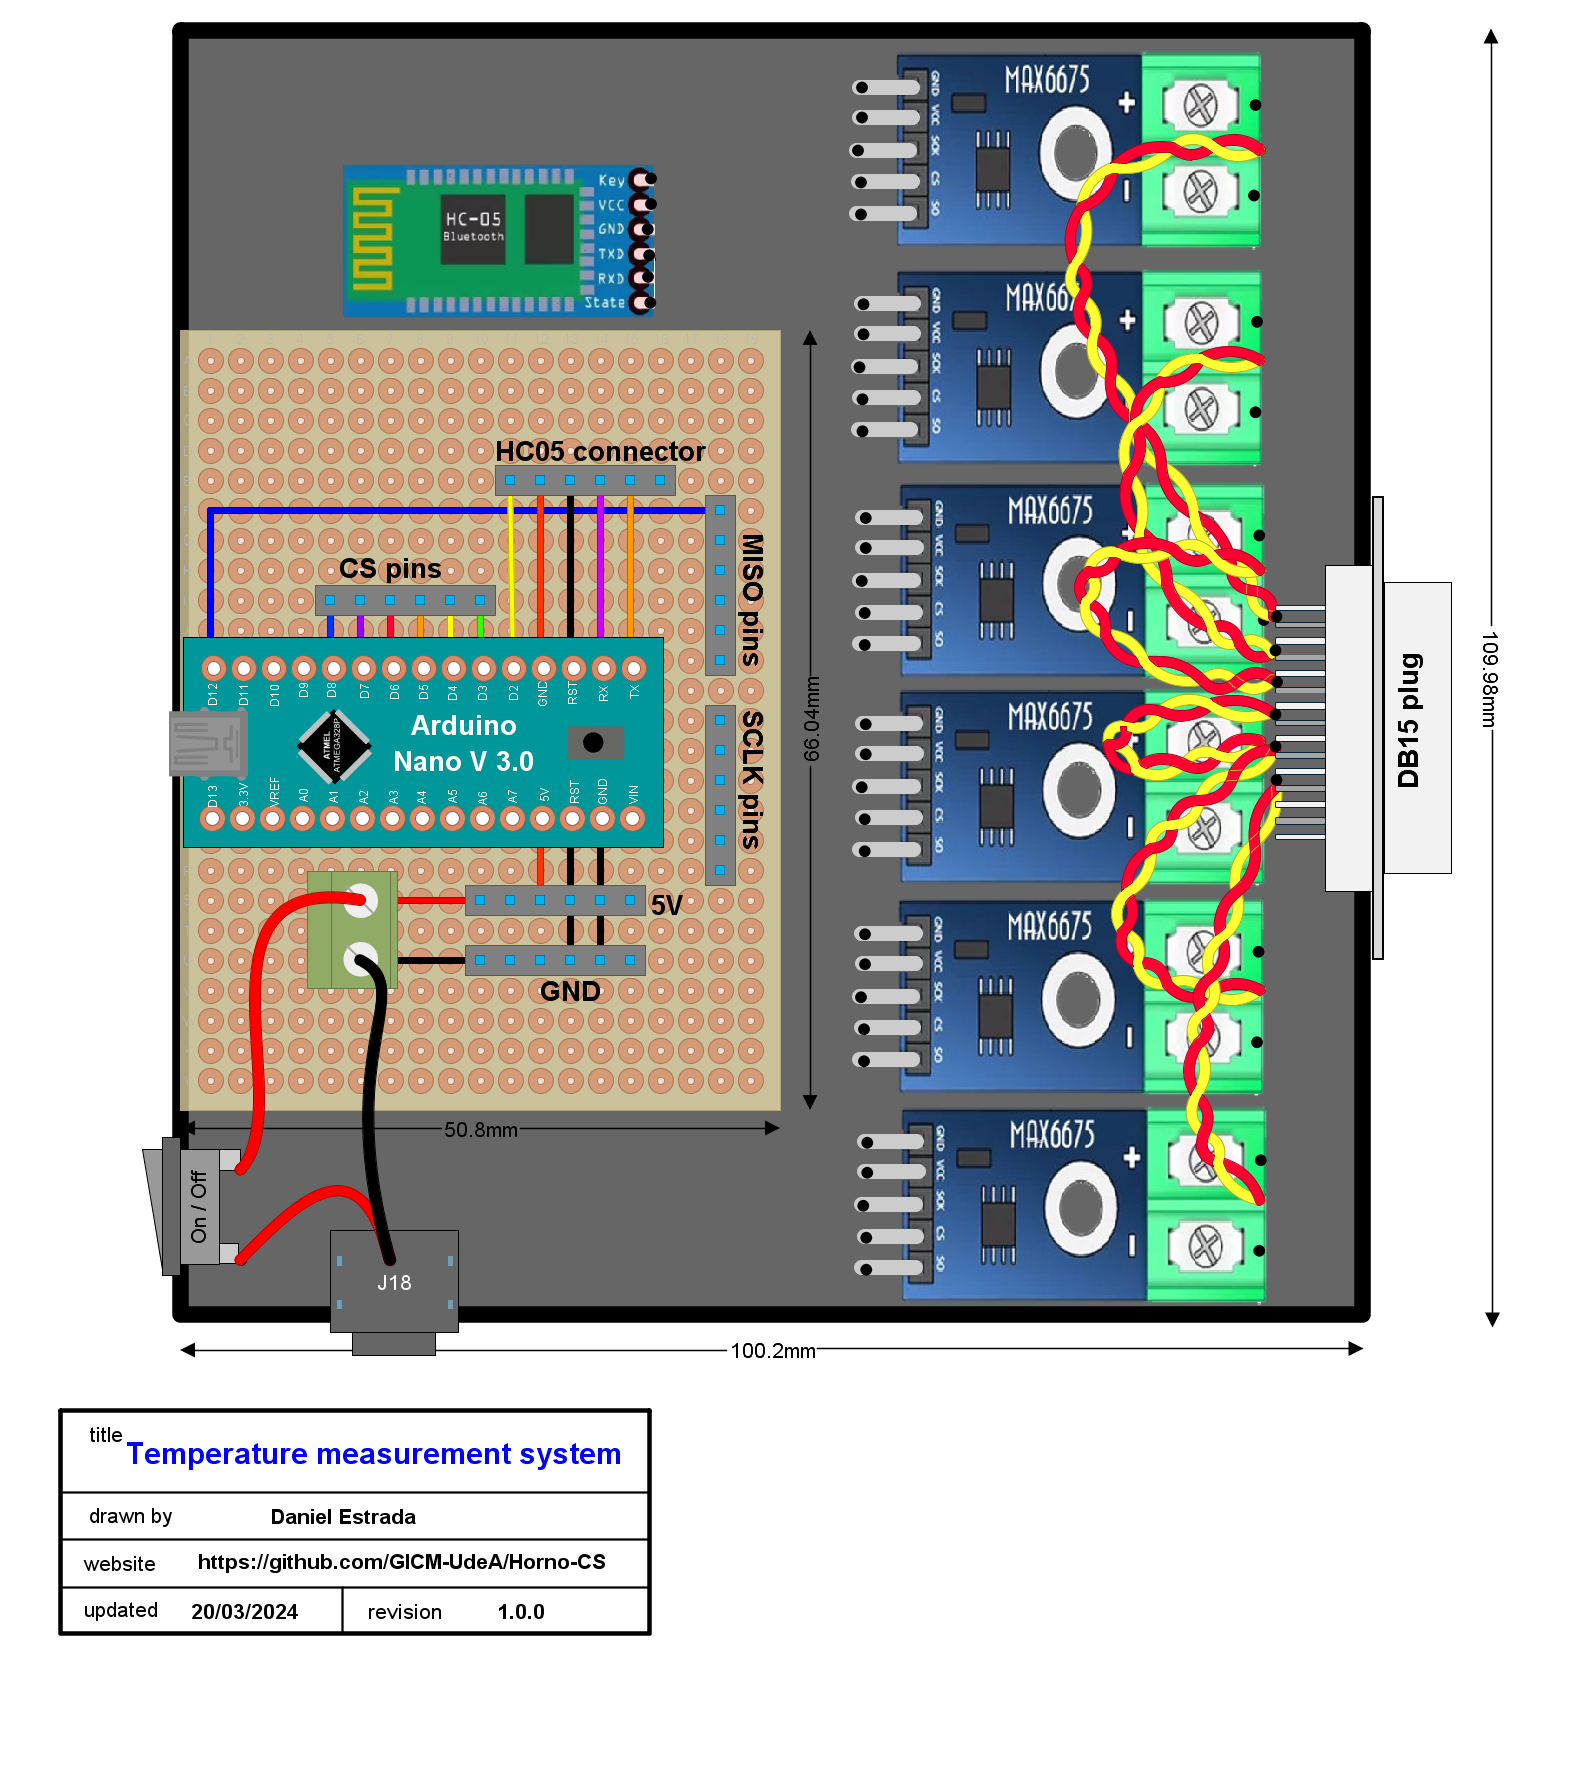 MAX6675
GND
VCC
SCK
CS
SO
+
-
HC-05
Bluetooth
Key
VCC
GND
TXD
RXD
State
MAX6675
GND
VCC
SCK
CS
SO
+
HC05 connector
CS pins
MISO pins
SCLK pins
MAX6675
GND
VCC
SCK
CS
SO
D12
D11
D10
D9
D8
D7
D6
D5
D4
D3
D2
GND
RST
RX
TX
Arduino
Nano V 3.0
ATMEL
ATMEGA328P
D13
3.3V
VREF
A0
A1
A2
A3
A4
A5
A6
A7
5V
RST
GND
VIN
MAX6675
GND
VCC
SCK
CS
SO
66.04mm
DB15 plug
109.98mm
5V
GND
MAX6675
GND
VCC
SCK
CS
SO
50.8mm
MAX6675
GND
VCC
SCK
CS
SO
+
On / Off
J18
100.2mm
title
Temperature measurement system
drawn by Daniel Estrada
website https://github.com/GICM-UdeA/Horno-CS
updated 20/03/2024 revision 1.0.0